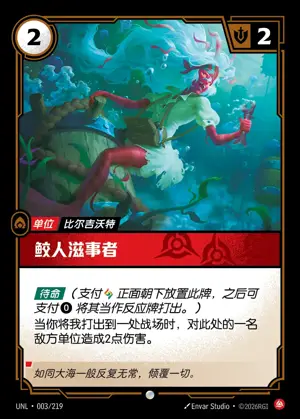 2
2
单位 比尔吉沃特
鲛人滋事者
待命 (支付 正面朝下放置此牌,之后可
支付 0 将其当作反应牌打出。)
当你将我打出到一处战场时,对此处的一名
敌方单位造成2点伤害。
如同大海一般反复无常,倾覆一切。
UNL • 003/219 Envar Studio • ©2026RGI